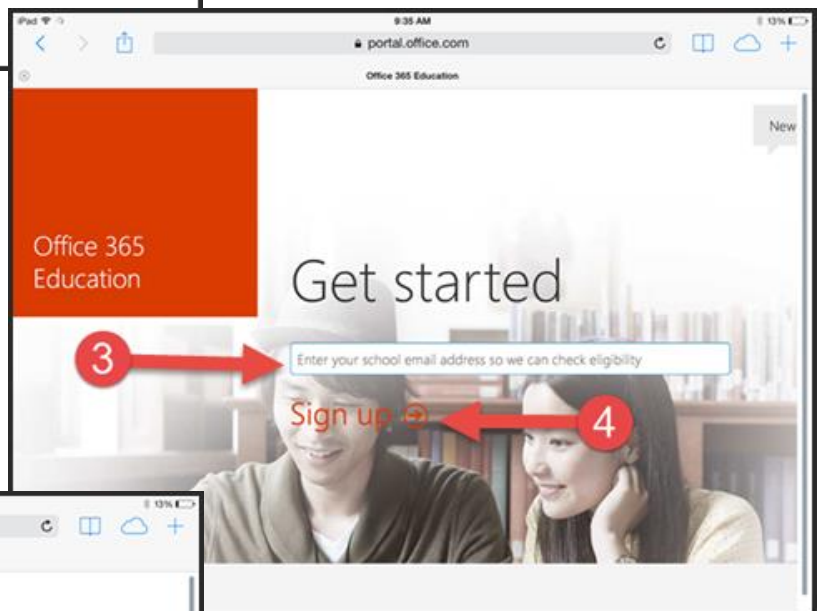 iPad 9:35 AM 13%
portal.office.com
Office 365 Education
New
Office 365
Education
Get started
3
Enter your school email address so we can check eligibility
Sign up
4
13%